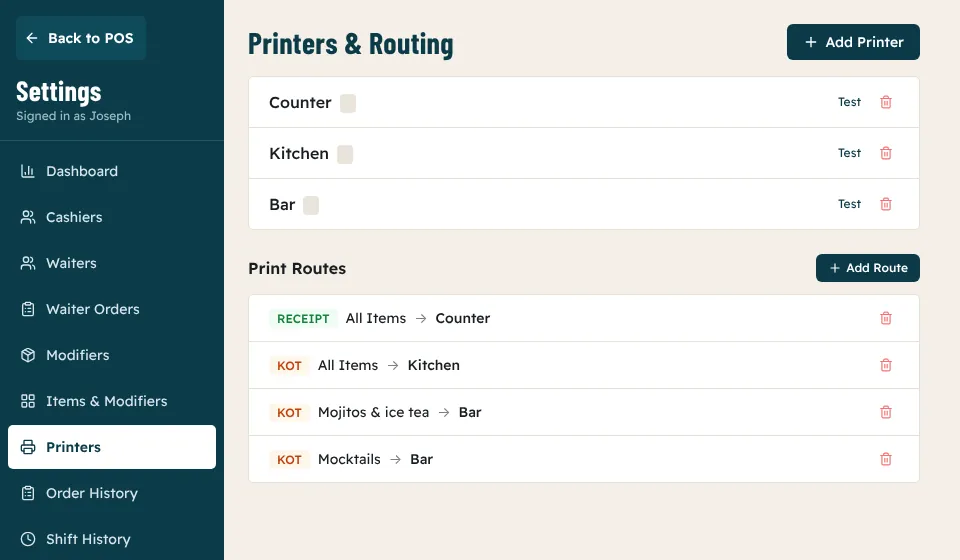 Back to POS
Settings
Signed in as Joseph
Dashboard
Cashiers
Waiters
Waiter Orders
Modifiers
Items & Modifiers
Printers
Order History
Shift History
Printers & Routing
Add Printer
Counter
Test
Kitchen
Test
Bar
Test
Print Routes
Add Route
RECEIPT All Items → Counter
KOT All Items → Kitchen
KOT Mojitos & ice tea → Bar
KOT Mocktails → Bar